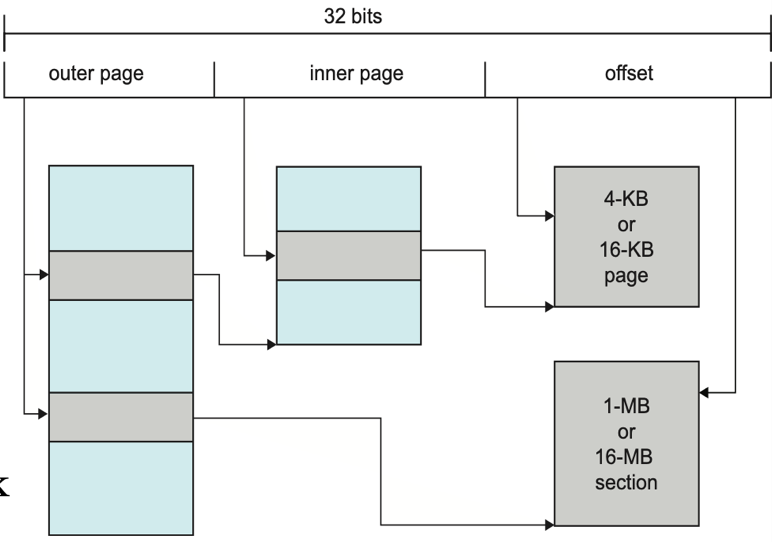 32 bits
outer page
inner page
offset
4-KB
or
16-KB
page
1-MB
or
16-MB
section
k